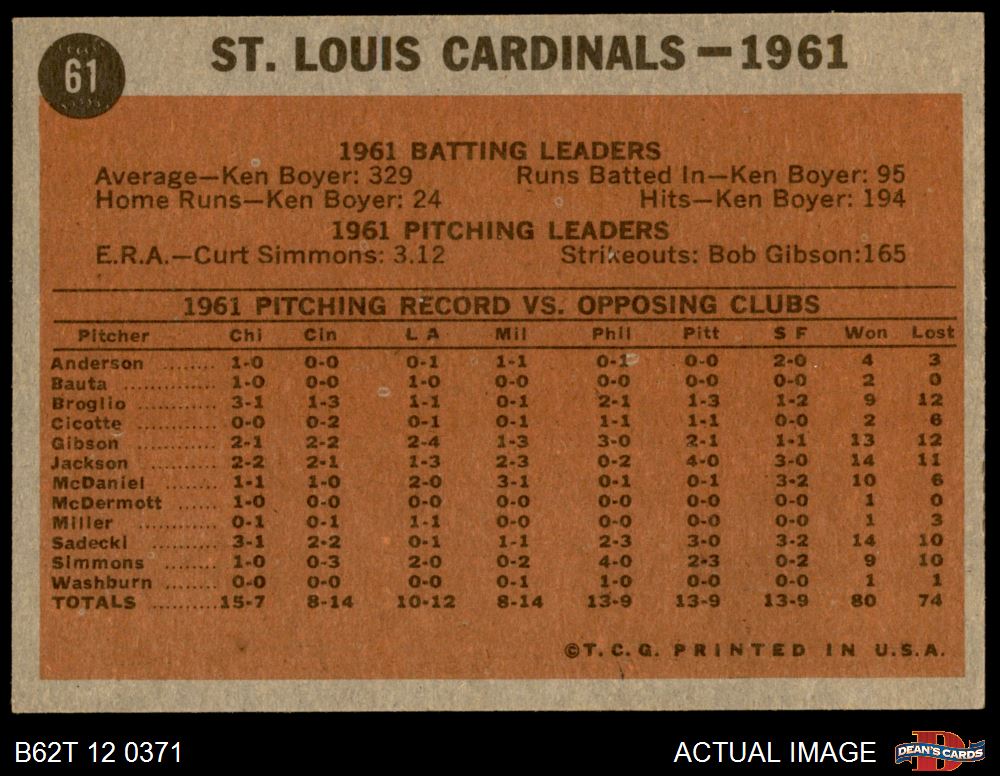 61
ST. LOUIS CARDINALS—1961
1961 BATTING LEADERS
Average—Ken Boyer: 329 Runs Batted In—Ken Boyer: 95
Home Runs—Ken Boyer: 24 Hits—Ken Boyer: 194
1961 PITCHING LEADERS
E.R.A.—Curt Simmons: 3.12 Strikeouts: Bob Gibson:165
1961 PITCHING RECORD VS. OPPOSING CLUBS
Pitcher Chi Cin L A Mil Phil Pitt S F Won Lost
Anderson ........ 1-0 0-0 0-1 1-1 0-1 0-0 2-0 4 3
Bauta ............ 1-0 0-0 1-0 0-0 0-0 0-0 0-0 2 0
Broglio ............ 3-1 1-3 1-1 0-1 2-1 1-3 1-2 9 12
Cicotte ............ 0-0 0-2 0-1 0-1 1-1 1-1 0-0 2 6
Gibson ............ 2-1 2-2 2-4 1-3 3-0 2-1 1-1 13 12
Jackson .......... 2-2 2-1 1-3 2-3 0-2 4-0 3-0 14 11
McDaniel ........ 1-1 1-0 2-0 3-1 0-1 0-1 3-2 10 6
McDermott ...... 1-0 0-0 0-0 0-0 0-0 0-0 0-0 1 0
Miller ............ 0-1 0-1 1-1 0-0 0-0 0-0 0-0 1 3
Sadecki .......... 3-1 2-2 0-1 1-1 2-3 3-0 3-2 14 10
Simmons ........ 1-0 0-3 2-0 0-2 4-0 2-3 0-2 9 10
Washburn ........ 0-0 0-0 0-0 0-1 1-0 0-0 0-0 1 1
TOTALS ..........15-7 8-14 10-12 8-14 13-9 13-9 13-9 80 74
©T. C. G. PRINTED IN U.S.A.
B62T 12 0371 ACTUAL IMAGE DEAN'S CARDS